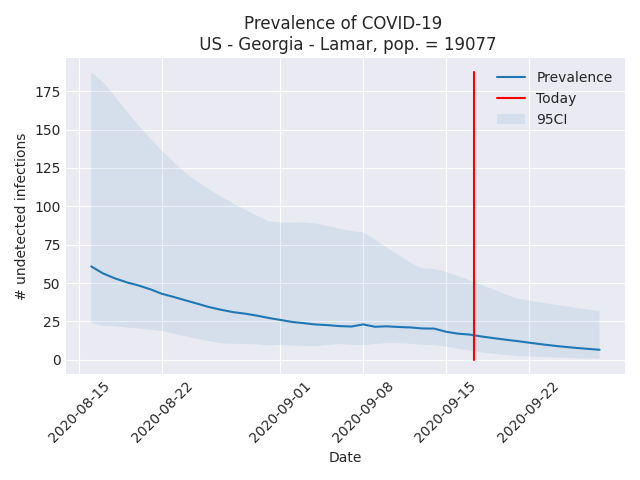 Prevalence of COVID-19
US - Georgia - Lamar, pop. = 19077
Prevalence
Today
95CI
175
150
125
100
75
50
25
0
# undetected infections
2020-08-15
2020-08-22
2020-09-01
2020-09-08
2020-09-15
2020-09-22
Date